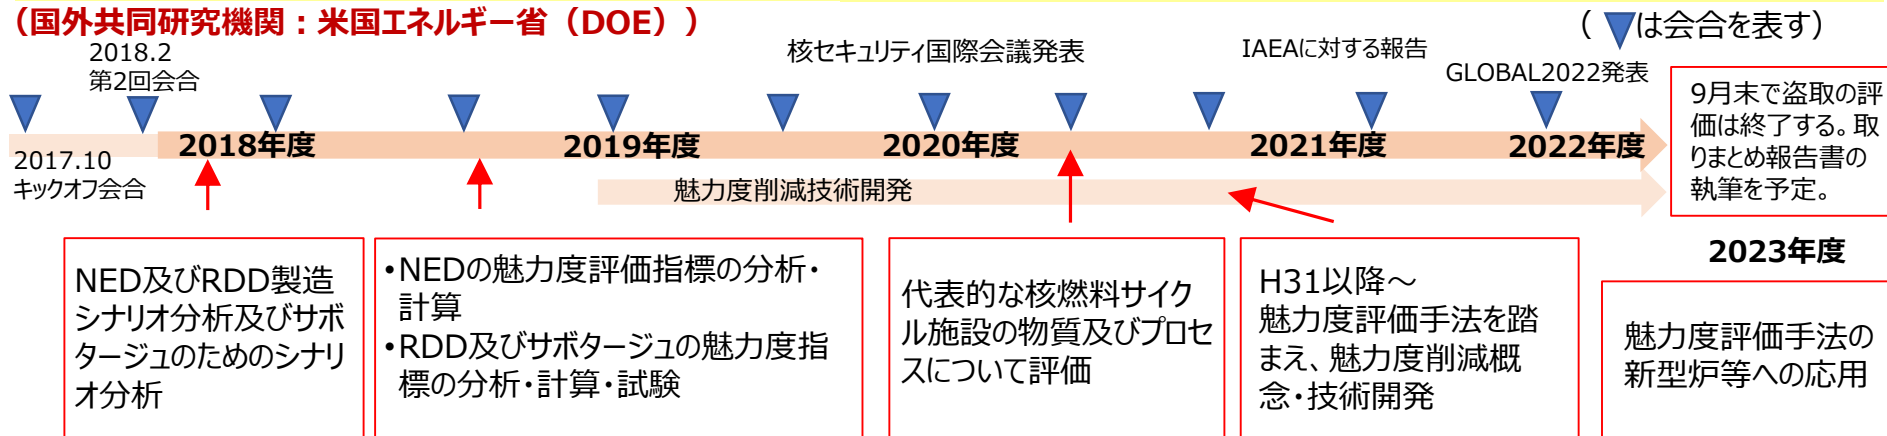 （国外共同研究機関：米国エネルギー省（DOE））
（ ▼は会合を表す）
2018.2
第2回会合
核セキュリティ国際会議発表
IAEAに対する報告
GLOBAL2022発表
2017.10
キックオフ会合
2018年度
2019年度
2020年度
2021年度
2022年度
魅力度削減技術開発
9月末で盗取の評
価は終了する。取
りまとめ報告書の
執筆を予定。
2023年度
NED及びRDD製造
シナリオ分析及びサボ
タージュのためのシナリ
オ分析
•NEDの魅力度評価指標の分析・
計算
•RDD及びサボタージュの魅力度指
標の分析・計算・試験
代表的な核燃料サイク
ル施設の物質及びプロセ
スについて評価
H31以降～
魅力度評価手法を踏
まえ、魅力度削減概
念・技術開発
魅力度評価手法の
新型炉等への応用